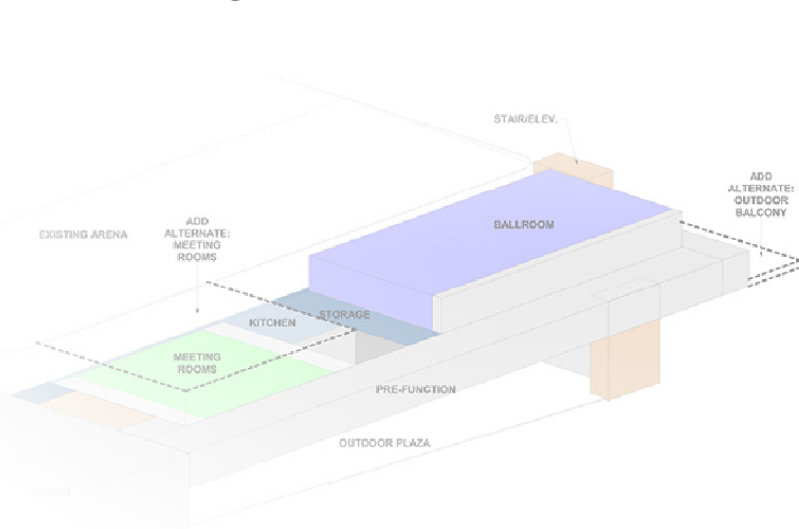 STAIR/ELEV.
ADD
ALTERNATE:
OUTDOOR
BALCONY
BALLROOM
ADD
ALTERNATE:
MEETING
ROOMS
EXISTING ARENA
STORAGE
KITCHEN
MEETING
ROOMS
PRE-FUNCTION
OUTDOOR PLAZA